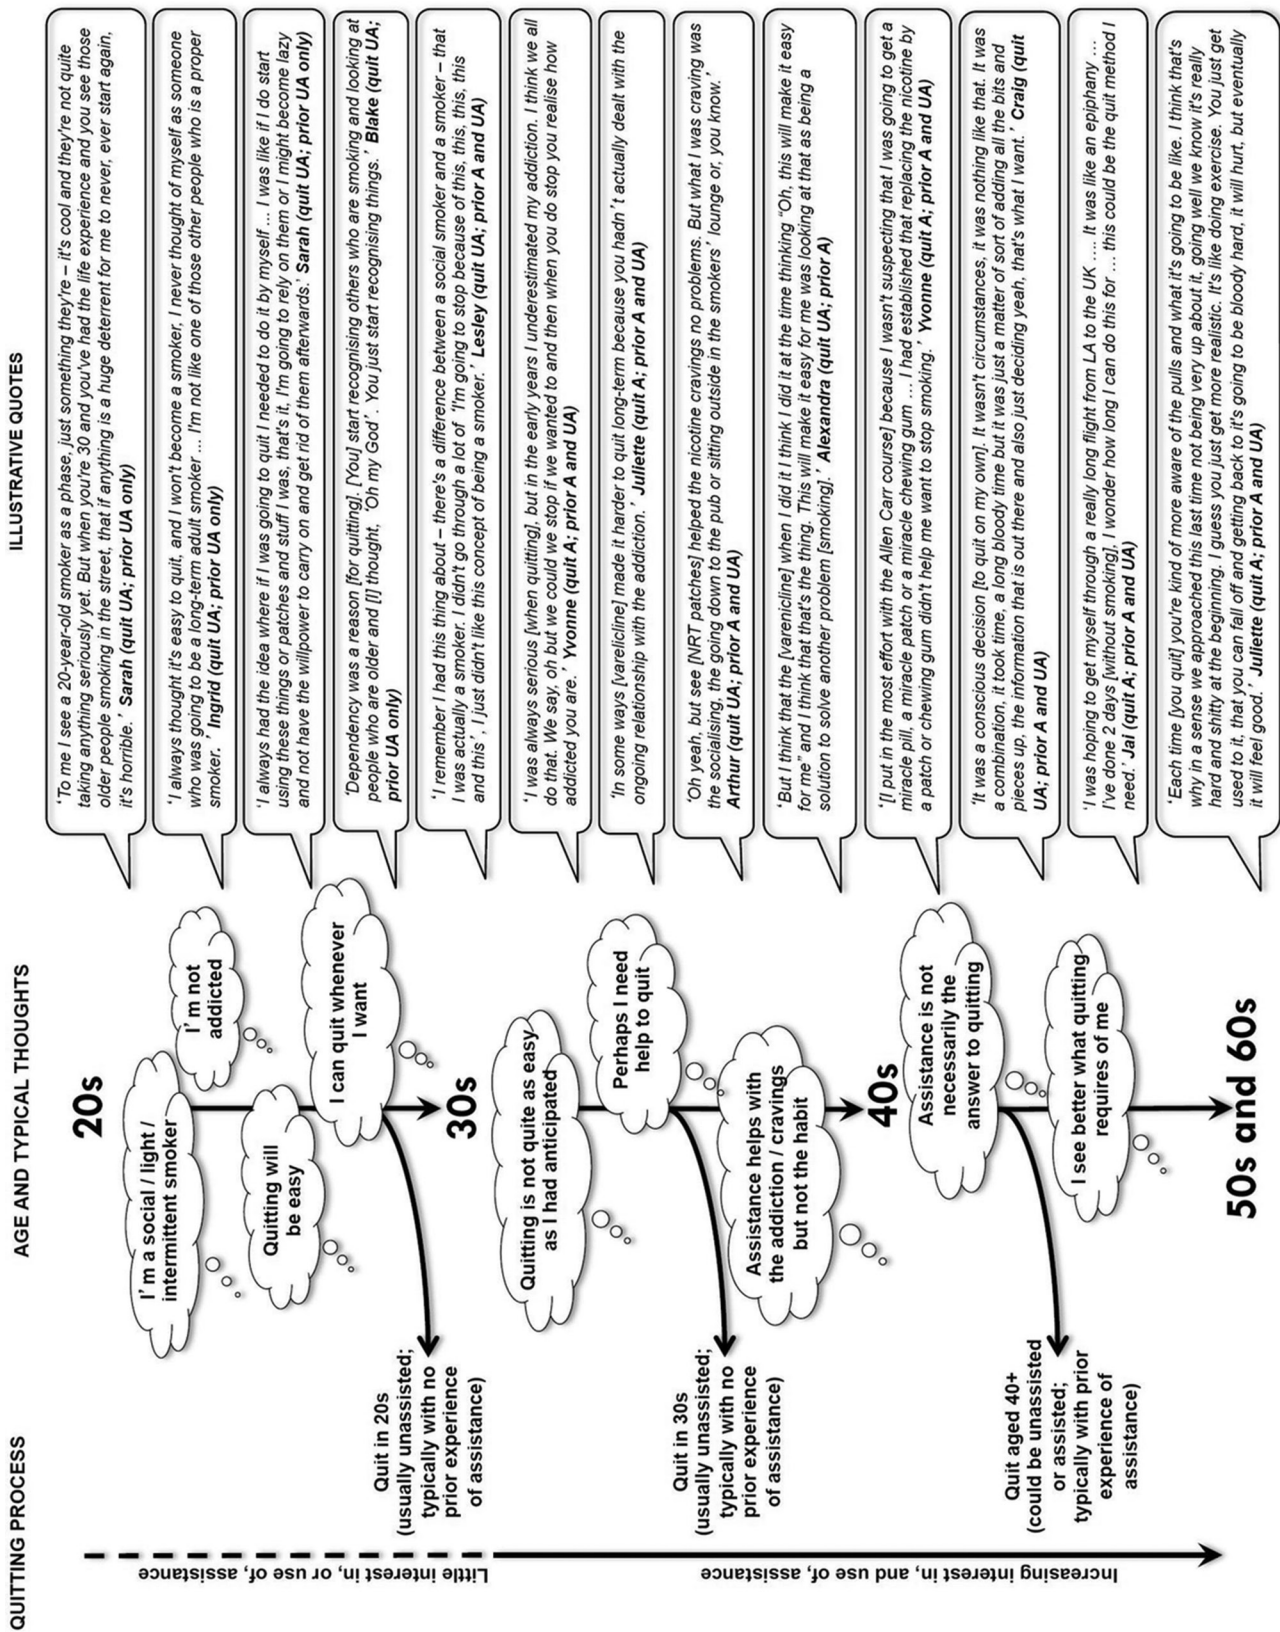 QUITTING PROCESS
AGE AND TYPICAL THOUGHTS
ILLUSTRATIVE QUOTES
Little interest in, or use of, assistance
Increasing interest in, and use of, assistance
Quit in 20s
(usually unassisted;
typically with no
prior experience
of assistance)
Quit in 30s
(usually unassisted;
typically with no
prior experience
of assistance)
Quit aged 40+
(could be unassisted
or assisted;
typically with prior
experience of
assistance)
20s
I'm a social / light /
intermittent smoker
I'm not
addicted
Quitting will
be easy
I can quit whenever
I want
30s
Quitting is not quite as easy
as I had anticipated
Perhaps I need
help to quit
Assistance helps with
the addiction / cravings
but not the habit
40s
Assistance is not
necessarily the
answer to quitting
I see better what quitting
requires of me
50s and 60s
'To me I see a 20-year-old smoker as a phase, just something they're – it's cool and they're not quite
taking anything seriously yet. But when you're 30 and you've had the life experience and you see those
older people smoking in the street, that if anything is a huge deterrent for me to never, ever start again,
it's horrible.' Sarah (quit UA; prior UA only)
'I always thought it's easy to quit, and I won't become a smoker, I never thought of myself as someone
who was going to be a long-term adult smoker ... I'm not like one of those other people who is a proper
smoker.' Ingrid (quit UA; prior UA only)
'I always had the idea where if I was going to quit I needed to do it by myself ... I was like if I do start
using these things or patches and stuff I was, that's it, I'm going to rely on them or I might become lazy
and not have the willpower to carry on and get rid of them afterwards.' Sarah (quit UA; prior UA only)
'Dependency was a reason [for quitting]. [You] start recognising others who are smoking and looking at
people who are older and [I] thought, 'Oh my God'. You just start recognising things.' Blake (quit UA;
prior UA only)
'I remember I had this thing about – there's a difference between a social smoker and a smoker – that
I was actually a smoker. I didn't go through a lot of 'I'm going to stop because of this, this, this, this
and this', I just didn't like this concept of being a smoker.' Lesley (quit UA; prior A and UA)
'I was always serious [when quitting], but in the early years I underestimated my addiction. I think we all
do that. We say, oh but we could stop if we wanted to and then when you do stop you realise how
addicted you are.' Yvonne (quit A; prior A and UA)
'In some ways [vareclicine] made it harder to quit long-term because you hadn't actually dealt with the
ongoing relationship with the addiction.' Juliette (quit A; prior A and UA)
'Oh yeah, but see [NRT patches] helped the nicotine cravings no problems. But what I was craving was
the socialising, the going down to the pub or sitting outside in the smokers' lounge or, you know.'
Arthur (quit UA; prior A and UA)
'But I think that the [varenicline] when I did it I think I did it at the time thinking "Oh, this will make it easy
for me" and I think that that's the thing. This will make it easy for me was looking at that as being a
solution to solve another problem [smoking].' Alexandra (quit UA; prior A)
'[I put in the most effort with the Allen Carr course] because I wasn't suspecting that I was going to get a
miracle pill, a miracle patch or a miracle chewing gum ... I had established that replacing the nicotine by
a patch or chewing gum didn't help me want to stop smoking.' Yvonne (quit A; prior A and UA)
'It was a conscious decision [to quit on my own]. It wasn't circumstances, it was nothing like that. It was
a combination, it took time, a long bloody time but it was just a matter of sort of adding all the bits and
pieces up, the information that is out there and also just deciding yeah, that's what I want.' Craig (quit
UA; prior A and UA)
'I was hoping to get myself through a really long flight from LA to the UK .... It was like an epiphany ....
I've done 2 days [without smoking], I wonder how long I can do this for ... this could be the quit method I
need.' Jai (quit A; prior A and UA)
'Each time [you quit] you're kind of more aware of the pulls and what it's going to be like. I think that's
why in a sense we approached this last time not being very up about it, going well we know it's really
hard and shitty at the beginning. I guess you just get more realistic. It's like doing exercise. You just get
used to it, that you can fall off and getting back to it's going to be bloody hard, it will hurt, but eventually
it will feel good.' Juliette (quit A; prior A and UA)